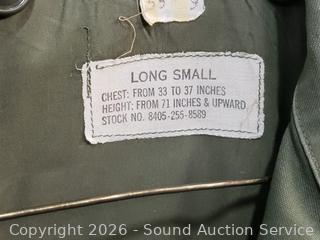 LONG SMALL
CHEST: FROM 33 TO 37 INCHES
HEIGHT: FROM 71 INCHES & UPWARD
STOCK NO. 8405-255-8589
Copyright 2026 - Sound Auction Service